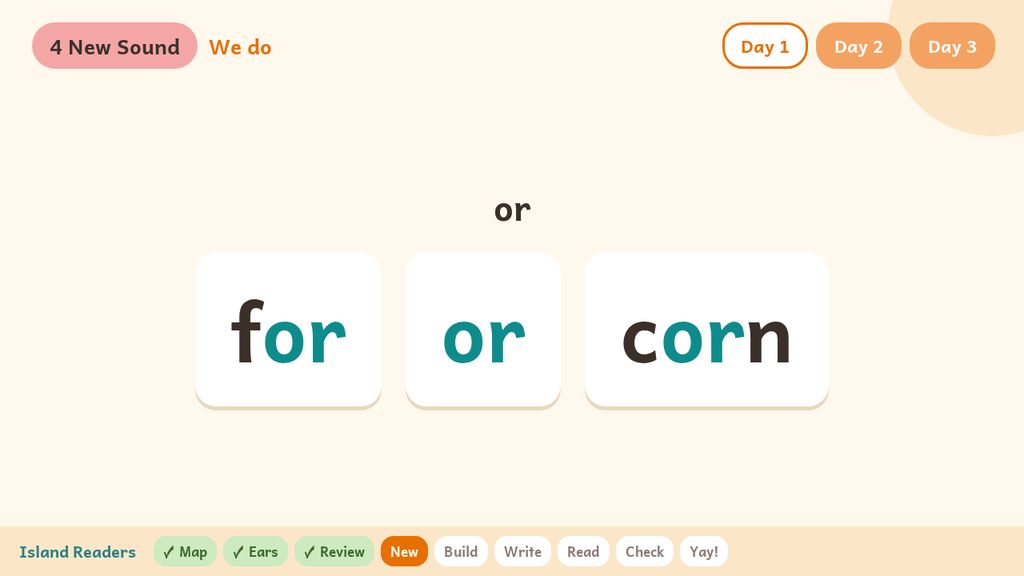 4 New Sound We do Day 1 Day 2 Day 3
or
for or corn
Island Readers ✓ Map ✓ Ears ✓ Review New Build Write Read Check Yay!